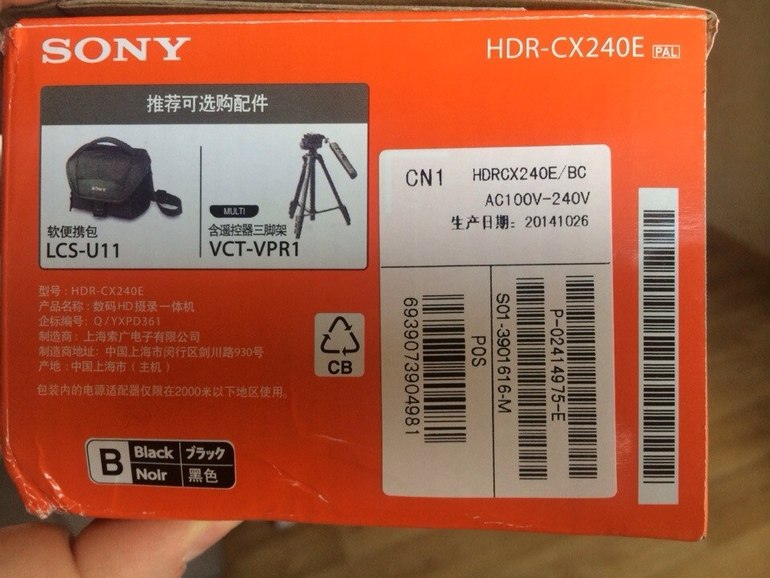 SONY
HDR-CX240E PAL
推荐可选购配件
SONY
软便携包
LCS-U11
MULTI
含遥控器三脚架
VCT-VPR1
CN1 HDRCX240E/BC
AC100V-240V
生产日期: 20141026
型号: HDR-CX240E
产品名称: 数码HD摄录一体机
企标编号: Q/YXPD361
制造商: 上海索广电子有限公司
制造商地址: 中国上海市闵行区剑川路930号
产地: 中国上海市(主机)
包装内的电源适配器仅限在2000米以下地区使用。
CB
6939073904981
POS
S01-3901616-M
P-02414975-E
B Black ブラック
Noir 黑色